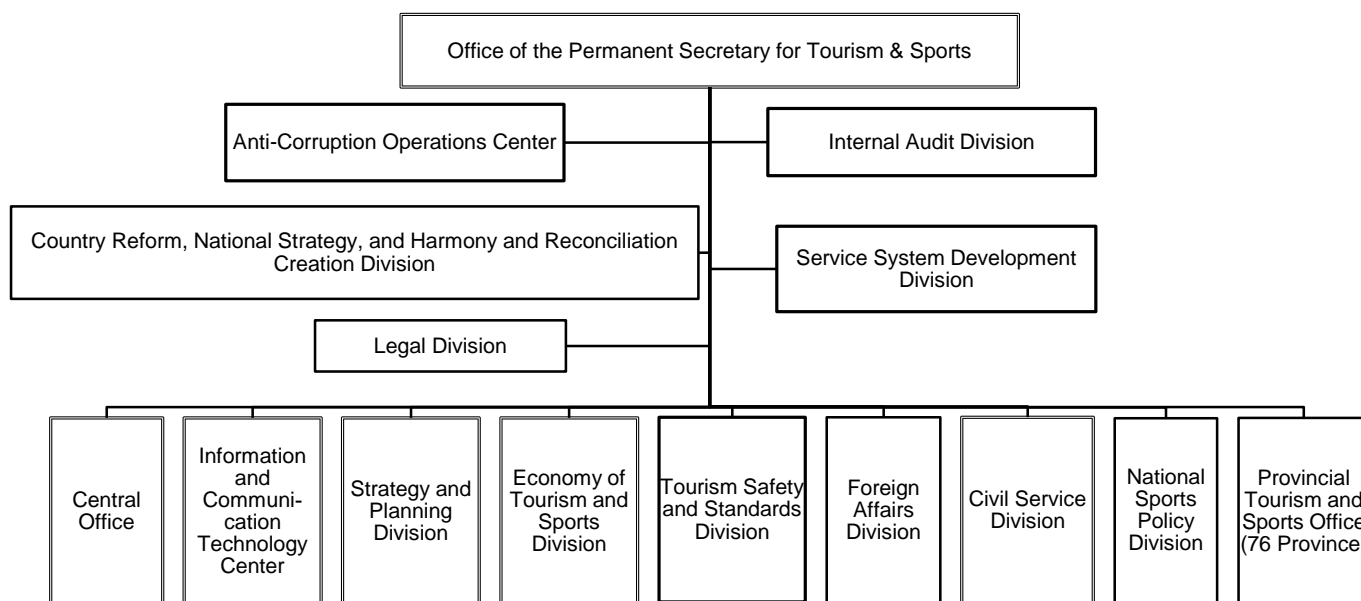 Office of the Permanent Secretary for Tourism & Sports
Anti-Corruption Operations Center
Internal Audit Division
Country Reform, National Strategy, and Harmony and Reconciliation
Creation Division
Service System Development
Division
Legal Division
Central
Office
Information
and
Communi-
cation
Technology
Center
Strategy and
Planning
Division
Economy of
Tourism and
Sports
Division
Tourism Safety
and Standards
Division
Foreign
Affairs
Division
Civil Service
Division
National
Sports
Policy
Division
Provincial
Tourism and
Sports Office
(76 Province